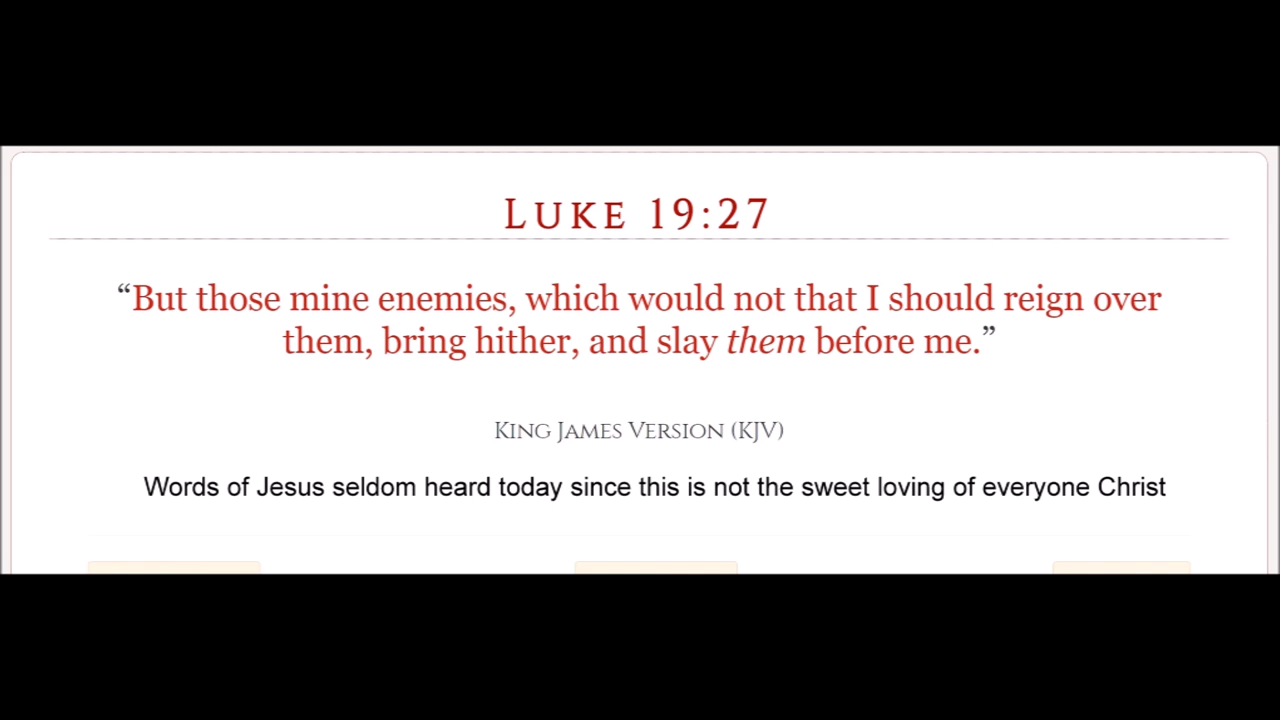 LUKE 19:27
“But those mine enemies, which would not that I should reign over
them, bring hither, and slay them before me.”
KING JAMES VERSION (KJV)
Words of Jesus seldom heard today since this is not the sweet loving of everyone Christ